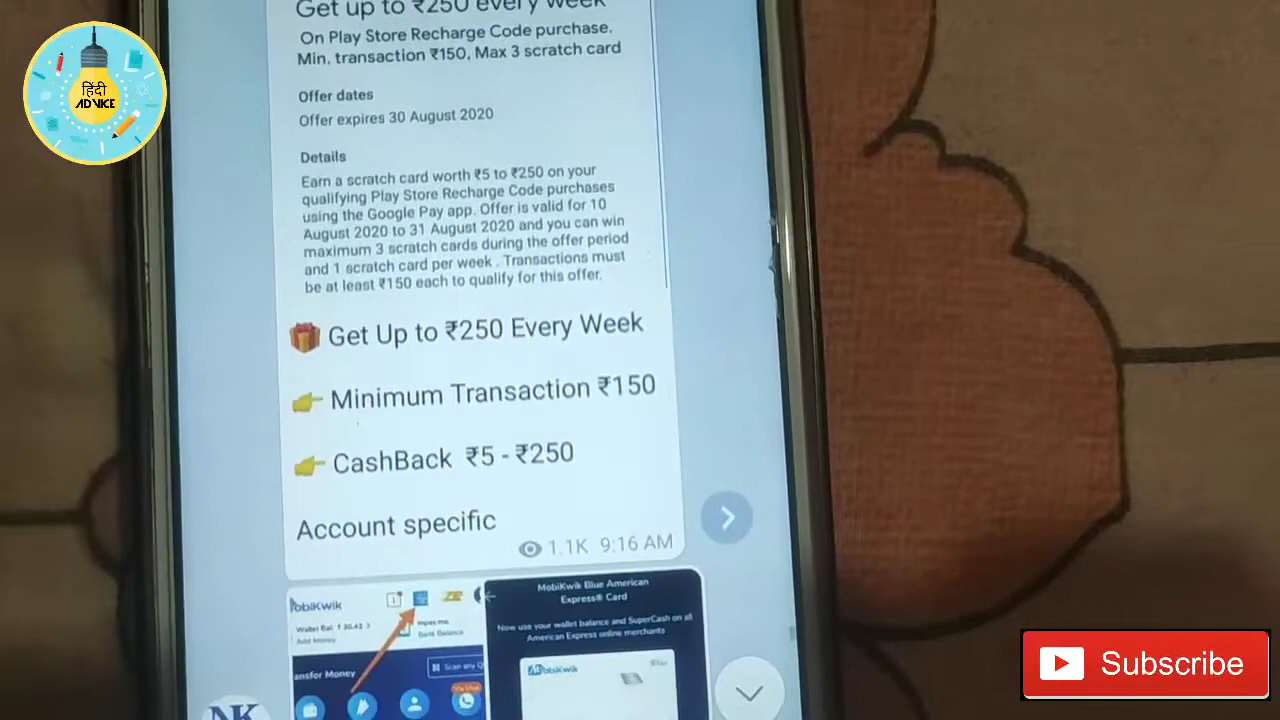 Get up to ₹250 every week
On Play Store Recharge Code purchase.
Min. transaction ₹150, Max 3 scratch card
Offer dates
Offer expires 30 August 2020
Details
Earn a scratch card worth ₹5 to ₹250 on your
qualifying Play Store Recharge Code purchases
using the Google Pay app. Offer is valid for 10
August 2020 to 31 August 2020 and you can win
maximum 3 scratch cards during the offer period
and 1 scratch card per week . Transactions must
be at least ₹150 each to qualify for this offer.
🎁 Get Up to ₹250 Every Week
👉 Minimum Transaction ₹150
👉 CashBack ₹5 - ₹250
Account specific
1.1K 9:16 AM
हिंदी
ADVICE
MobiKwik
Wallet Bal: ₹ 30.42 >
Add Money
Bank Balance
ansfer Money
Scan any Q
MobiKwik Blue American
Express® Card
Now use your wallet balance and SuperCash on all
American Express online merchants
MobiKwik
NK
Subscribe